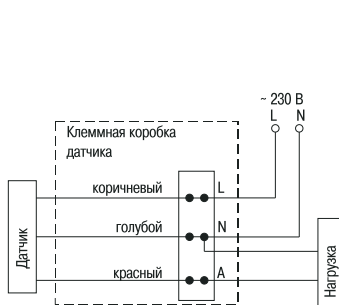 ~ 230 В
L N
Клеммная коробка
датчика
коричневый L
голубой N
красный A
Датчик
Нагрузка